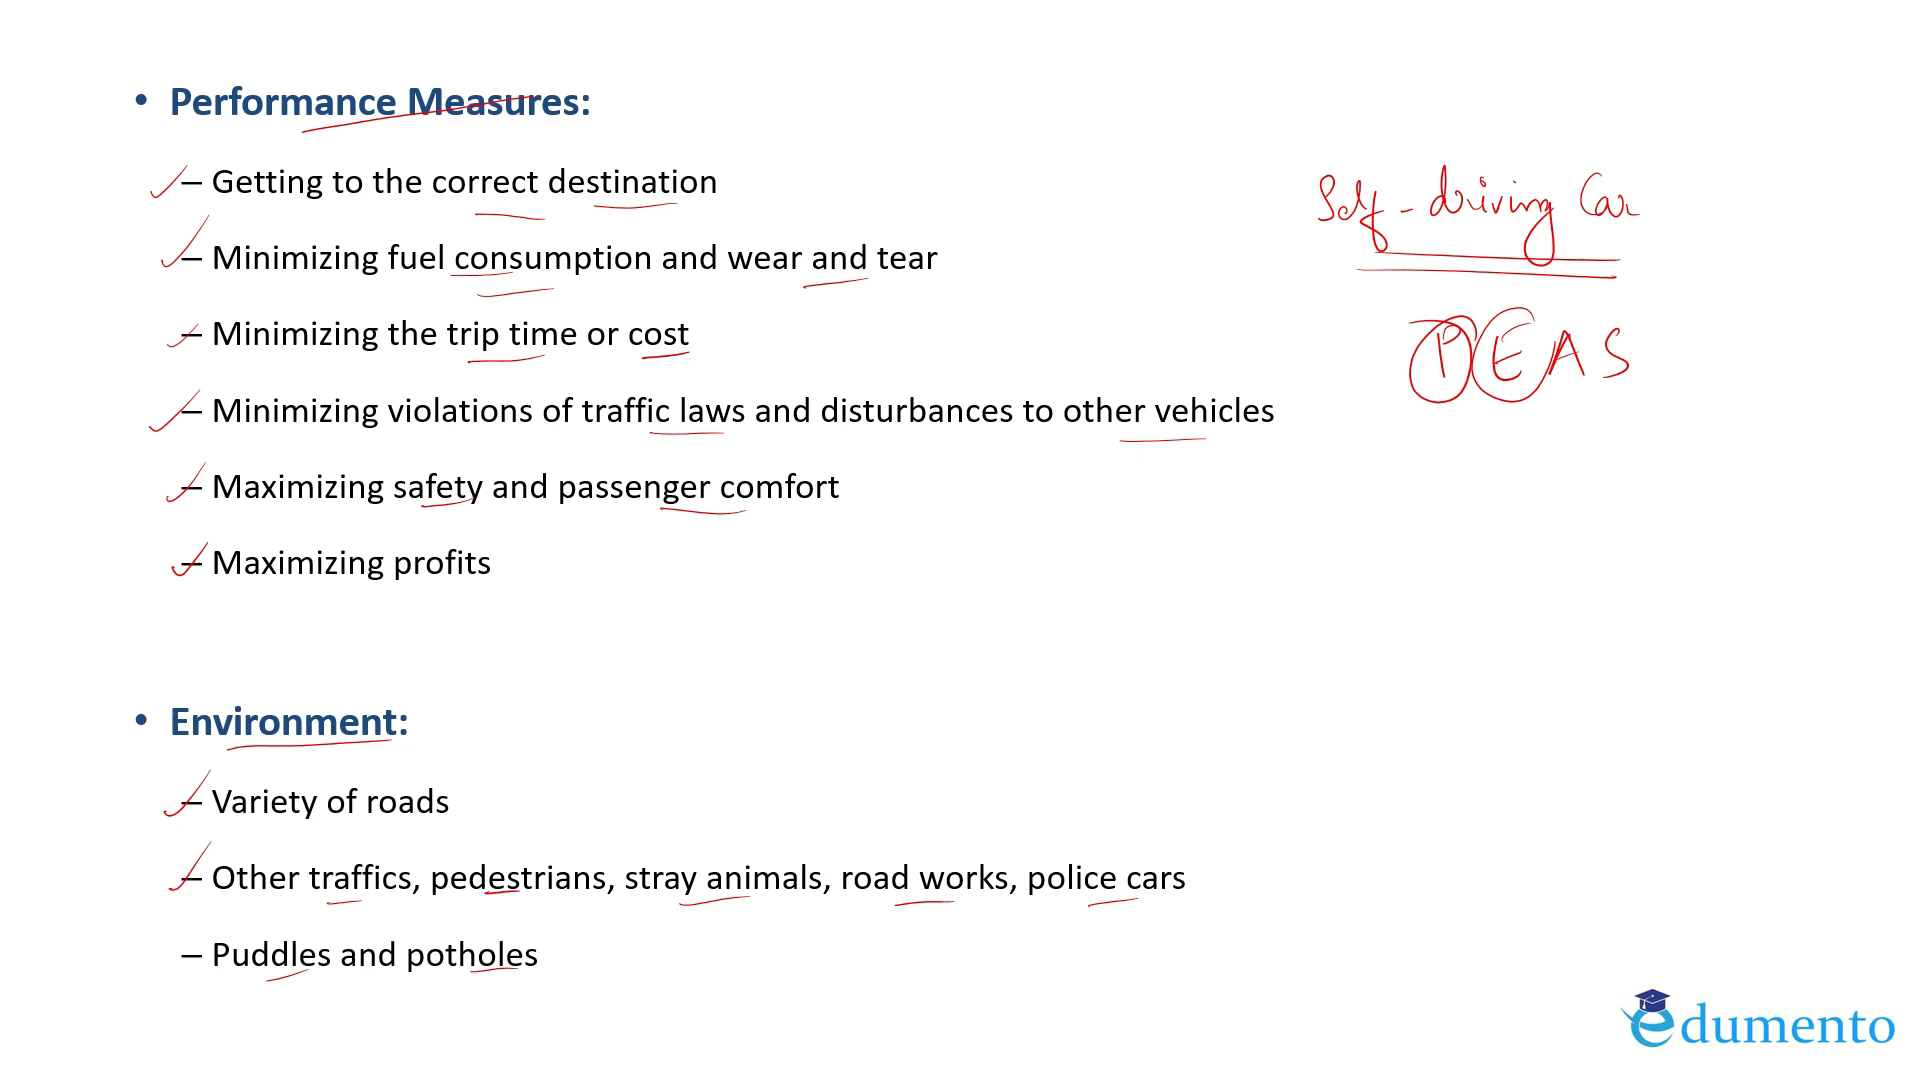 • Performance Measures:
– Getting to the correct destination
– Minimizing fuel consumption and wear and tear
– Minimizing the trip time or cost
– Minimizing violations of traffic laws and disturbances to other vehicles
– Maximizing safety and passenger comfort
– Maximizing profits
Self-driving Car
PEAS
• Environment:
– Variety of roads
– Other traffics, pedestrians, stray animals, road works, police cars
– Puddles and potholes
edumento